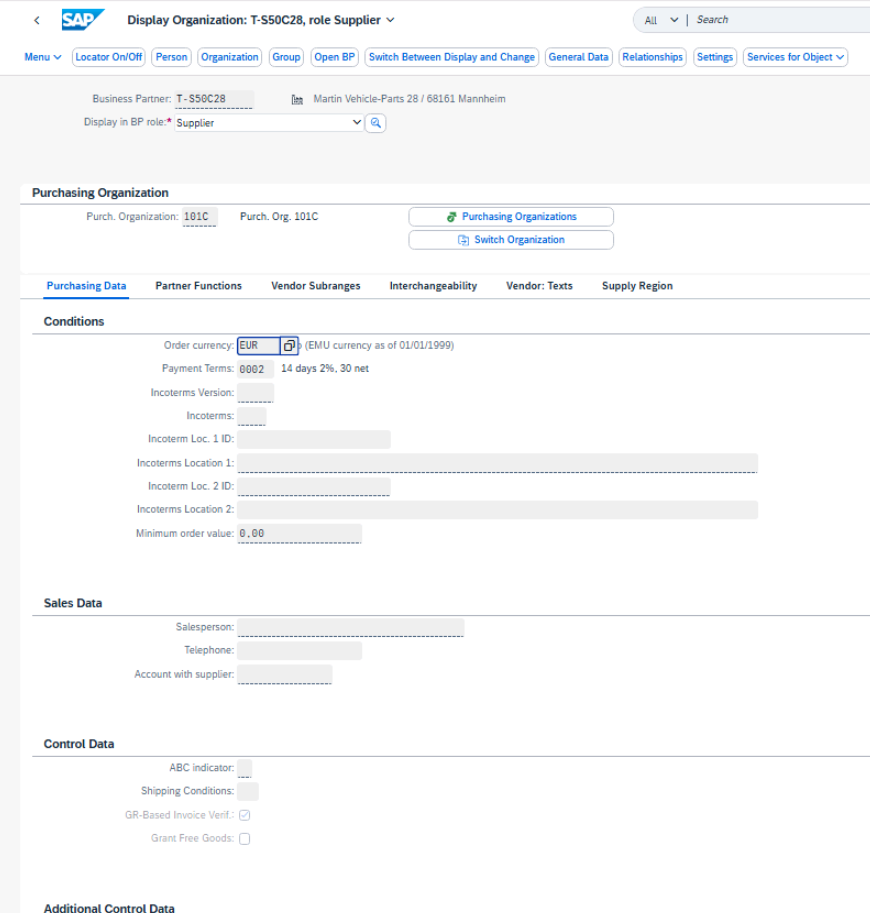 SAP Display Organization: T-S50C28, role Supplier All Search
Menu Locator On/Off Person Organization Group Open BP Switch Between Display and Change General Data Relationships Settings Services for Object
Business Partner: T-S50C28 Martin Vehicle-Parts 28 / 68161 Mannheim
Display in BP role:* Supplier
Purchasing Organization
Purch. Organization: 101C Purch. Org. 101C Purchasing Organizations
Switch Organization
Purchasing Data Partner Functions Vendor Subranges Interchangeability Vendor: Texts Supply Region
Conditions
Order currency: EUR (EMU currency as of 01/01/1999)
Payment Terms: 0002 14 days 2%, 30 net
Incoterms Version:
Incoterms:
Incoterm Loc. 1 ID:
Incoterms Location 1:
Incoterm Loc. 2 ID:
Incoterms Location 2:
Minimum order value: 0.00
Sales Data
Salesperson:
Telephone:
Account with supplier:
Control Data
ABC indicator:
Shipping Conditions:
GR-Based Invoice Verif.:
Grant Free Goods:
Additional Control Data